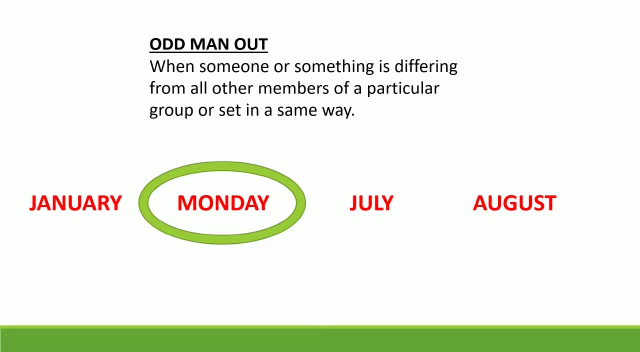 ODD MAN OUT
When someone or something is differing
from all other members of a particular
group or set in a same way.
JANUARY MONDAY JULY AUGUST